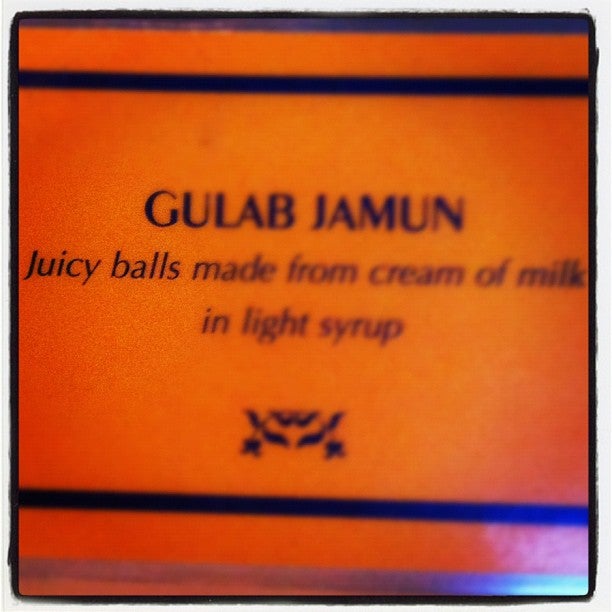 GULAB JAMUN
Juicy balls made from cream of milk
in light syrup